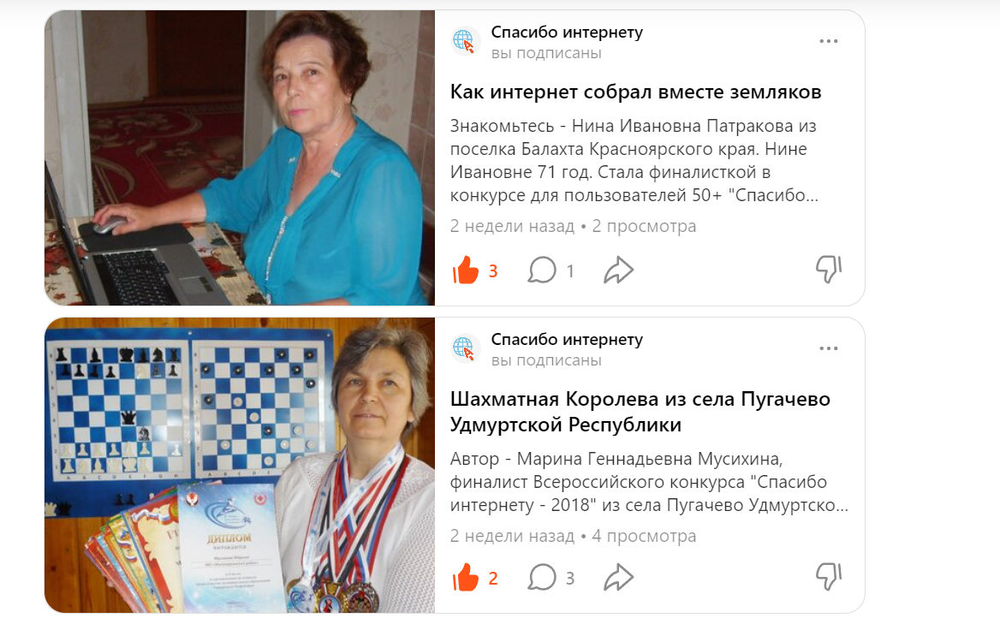 Спасибо интернету
вы подписаны
Как интернет собрал вместе земляков
Знакомьтесь - Нина Ивановна Патракова из
поселка Балахта Красноярского края. Нине
Ивановне 71 год. Стала финалисткой в
конкурсе для пользователей 50+ "Спасибо...
2 недели назад • 2 просмотра
3
1
Спасибо интернету
вы подписаны
Шахматная Королева из села Пугачево
Удмуртской Республики
Автор - Марина Геннадьевна Мусихина,
финалист Всероссийского конкурса "Спасибо
интернету - 2018" из села Пугачево Удмуртско...
2 недели назад • 4 просмотра
2
3
ДИПЛОМ
НАГРАЖДАЕТСЯ